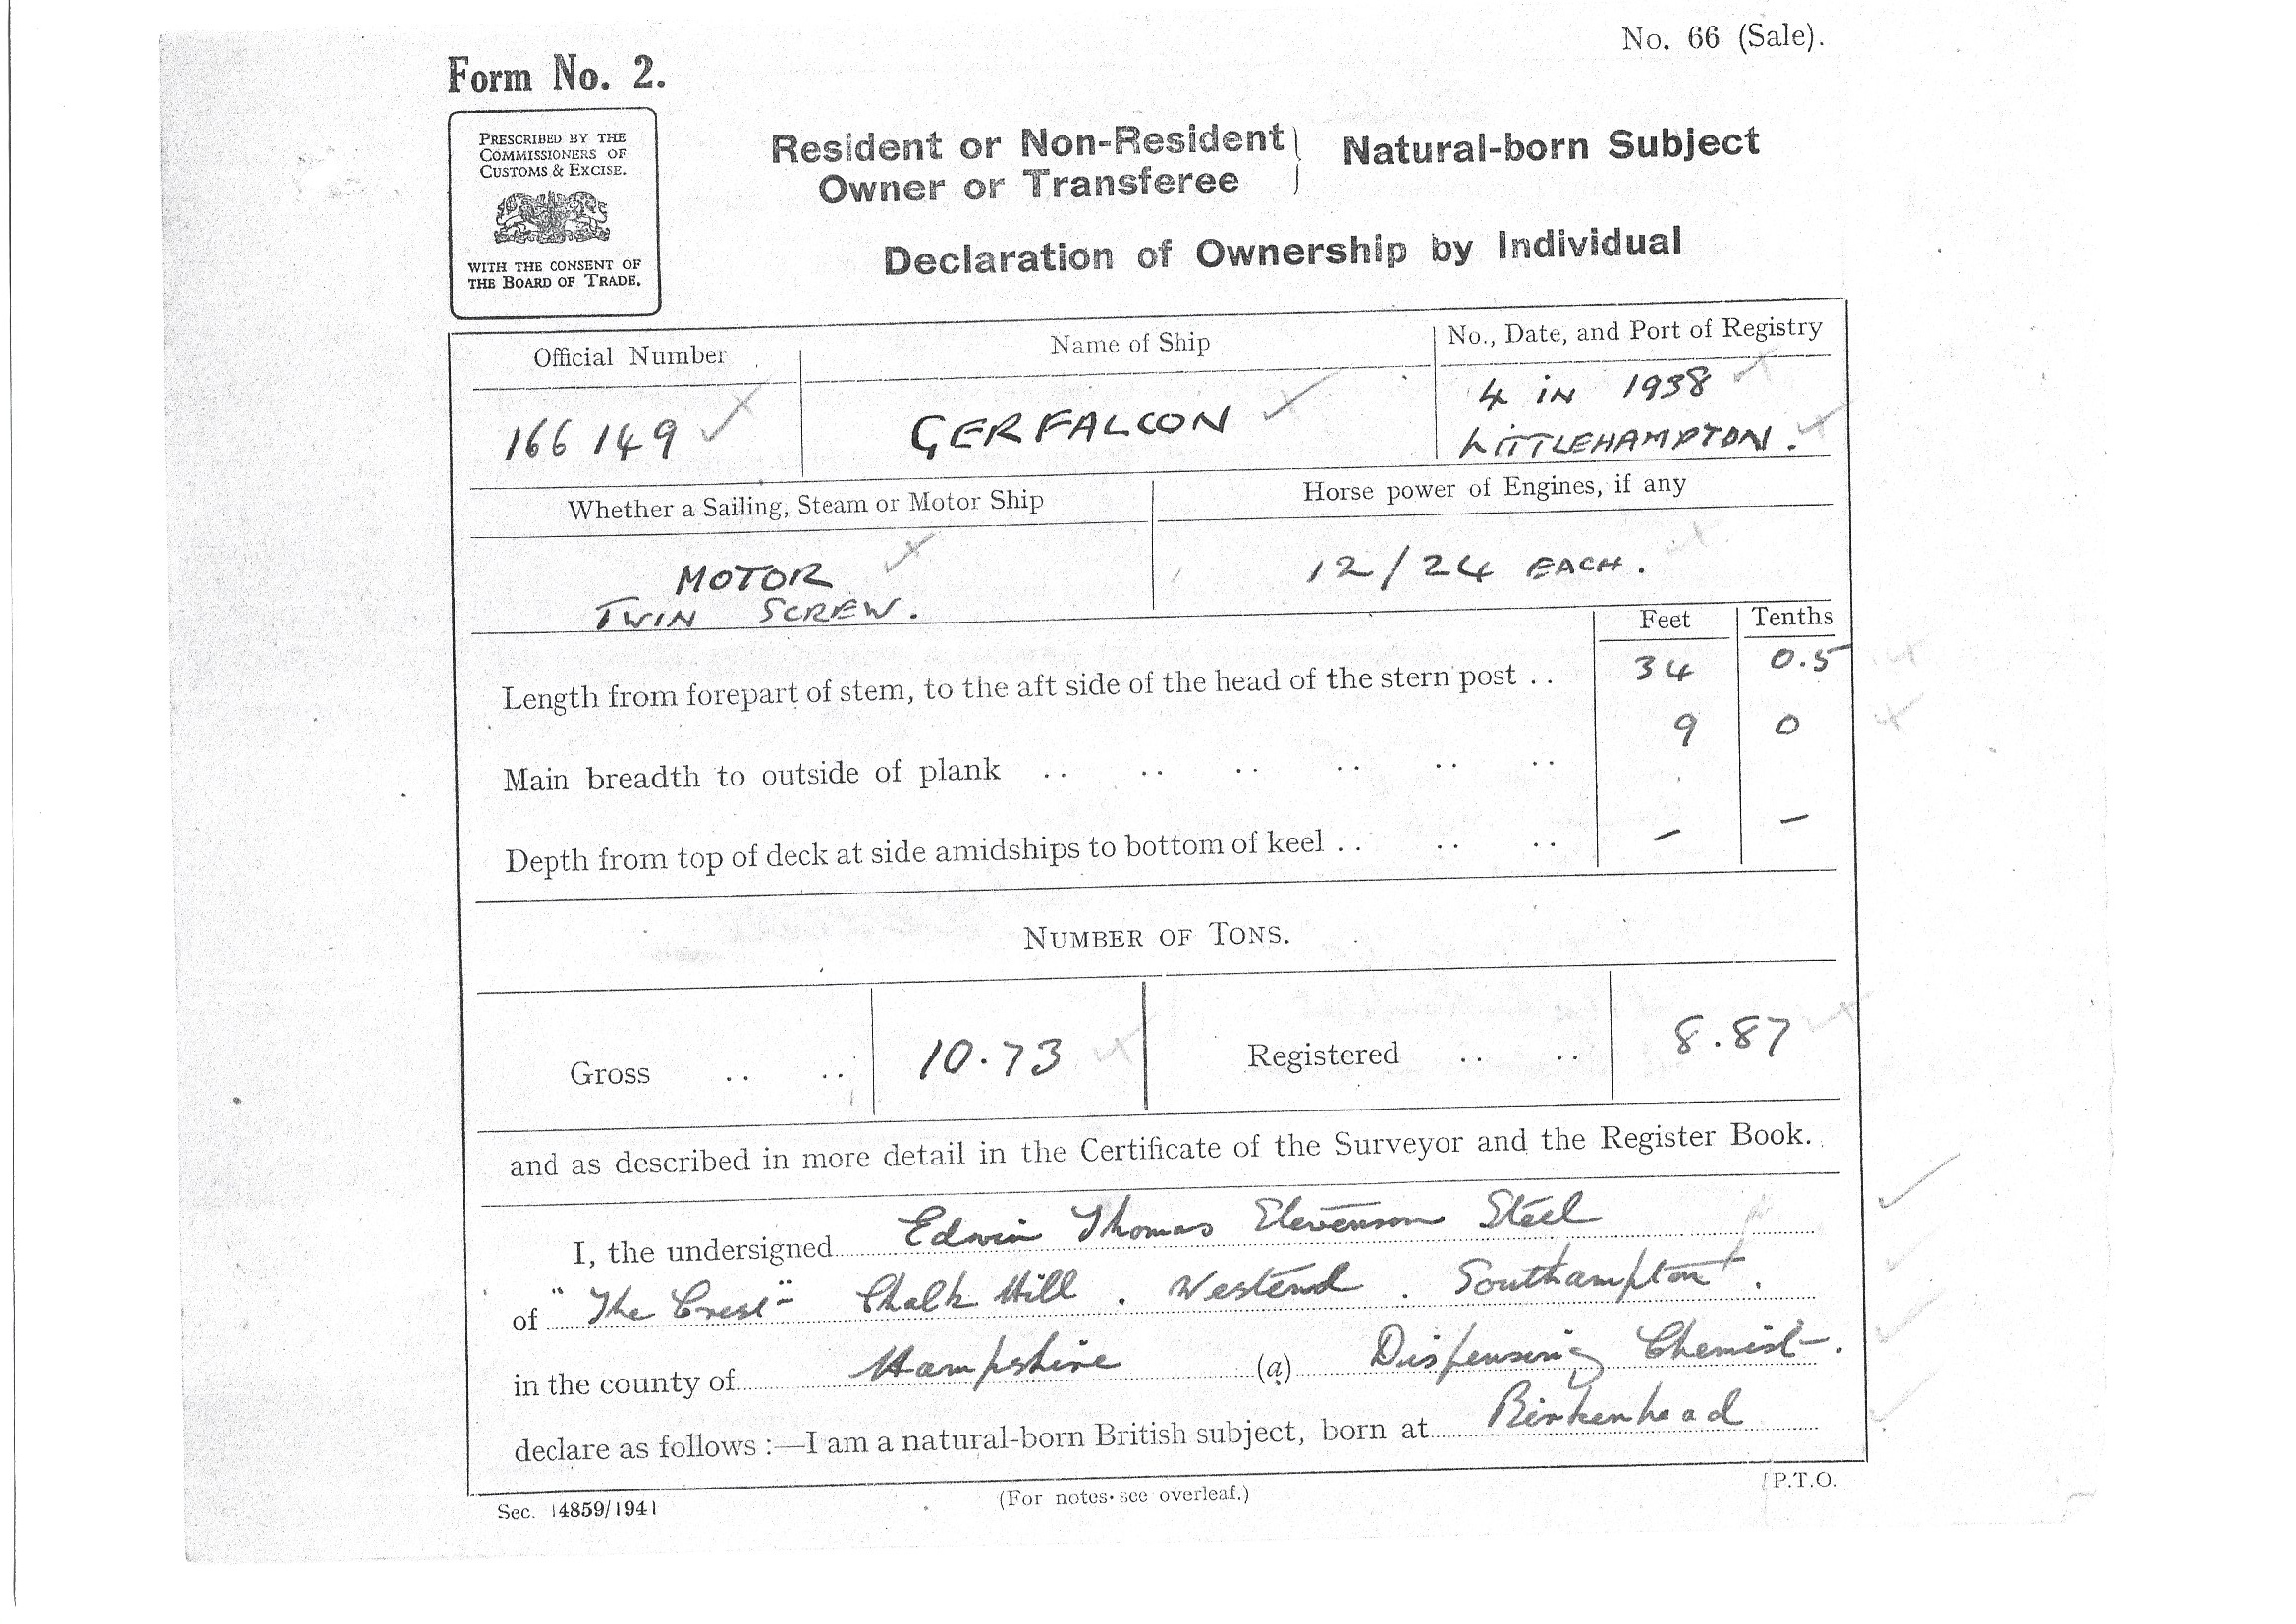 No. 66 (Sale).
Form No. 2.
PRESCRIBED BY THE
COMMISSIONERS OF
CUSTOMS & EXCISE.
WITH THE CONSENT OF
THE BOARD OF TRADE.
Resident or Non-Resident
Owner or Transferee
Natural-born Subject
Declaration of Ownership by Individual
Official Number
Name of Ship
No., Date, and Port of Registry
166149
GERFALCON
4 IN 1938
LITTLEHAMPTON.
Whether a Sailing, Steam or Motor Ship
Horse power of Engines, if any
MOTOR
TWIN SCREW.
12/24 EACH.
Feet Tenths
Length from forepart of stem, to the aft side of the head of the stern post .. 34 0.5
Main breadth to outside of plank .. .. .. .. .. .. 9 0
Depth from top of deck at side amidships to bottom of keel .. .. .. – –
NUMBER OF TONS.
Gross .. .. 10.73 Registered .. .. 8.87
and as described in more detail in the Certificate of the Surveyor and the Register Book.
I, the undersigned Edwin Thomas Stevenson Steel
of "The Crest" Chalk Hill. Westend. Southampton.
in the county of Hampshire (a) Dispensing Chemist.
declare as follows :—I am a natural-born British subject, born at Birkenhead
Sec. 14859/1941
(For notes see overleaf.)
P.T.O.